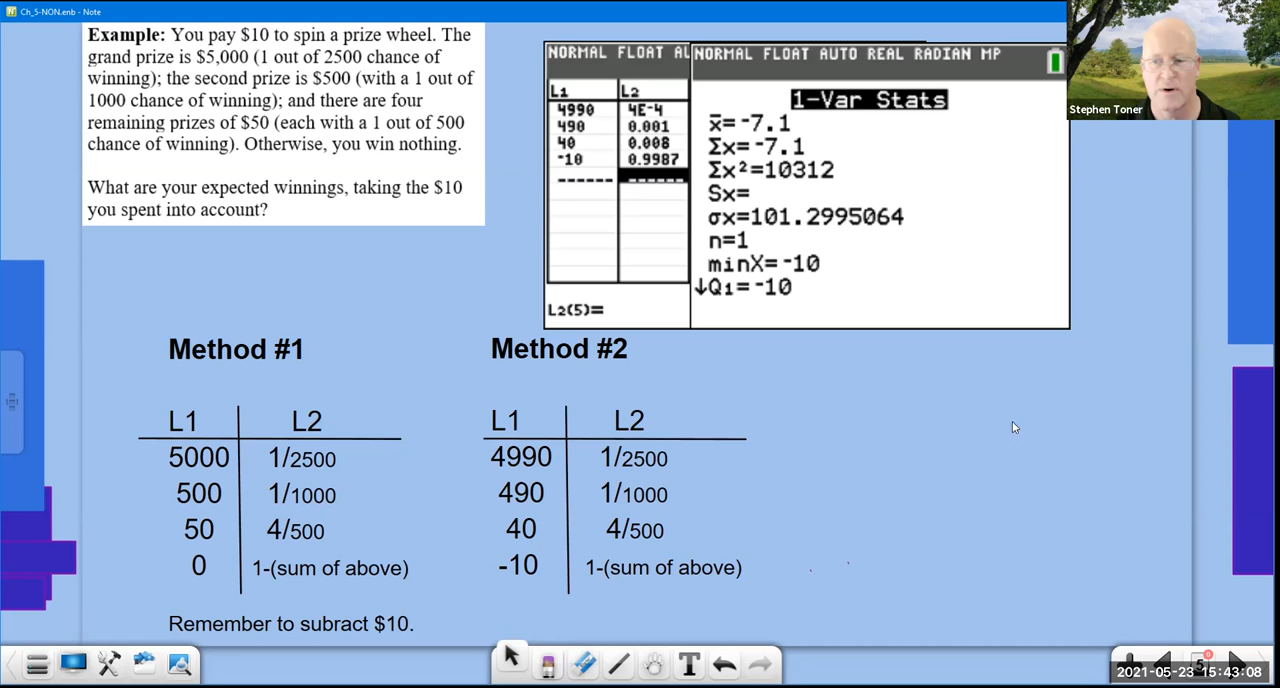 Ch_5-NON.enb - Note
Example: You pay $10 to spin a prize wheel. The
grand prize is $5,000 (1 out of 2500 chance of
winning); the second prize is $500 (with a 1 out of
1000 chance of winning); and there are four
remaining prizes of $50 (each with a 1 out of 500
chance of winning). Otherwise, you win nothing.
What are your expected winnings, taking the $10
you spent into account?
NORMAL FLOAT AU
L1 L2
4990 4E-4
490 0.001
40 0.008
-10 0.9987
------ ------
L2(5)=
NORMAL FLOAT AUTO REAL RADIAN MP
1-Var Stats
x̄=-7.1
Σx=-7.1
Σx²=10312
Sx=
σx=101.2995064
n=1
minX=-10
↓Q1=-10
Stephen Toner
Method #1
L1 L2
5000 1/2500
500 1/1000
50 4/500
0 1-(sum of above)
Remember to subract $10.
Method #2
L1 L2
4990 1/2500
490 1/1000
40 4/500
-10 1-(sum of above)
T
2021-05-23 15:43:08